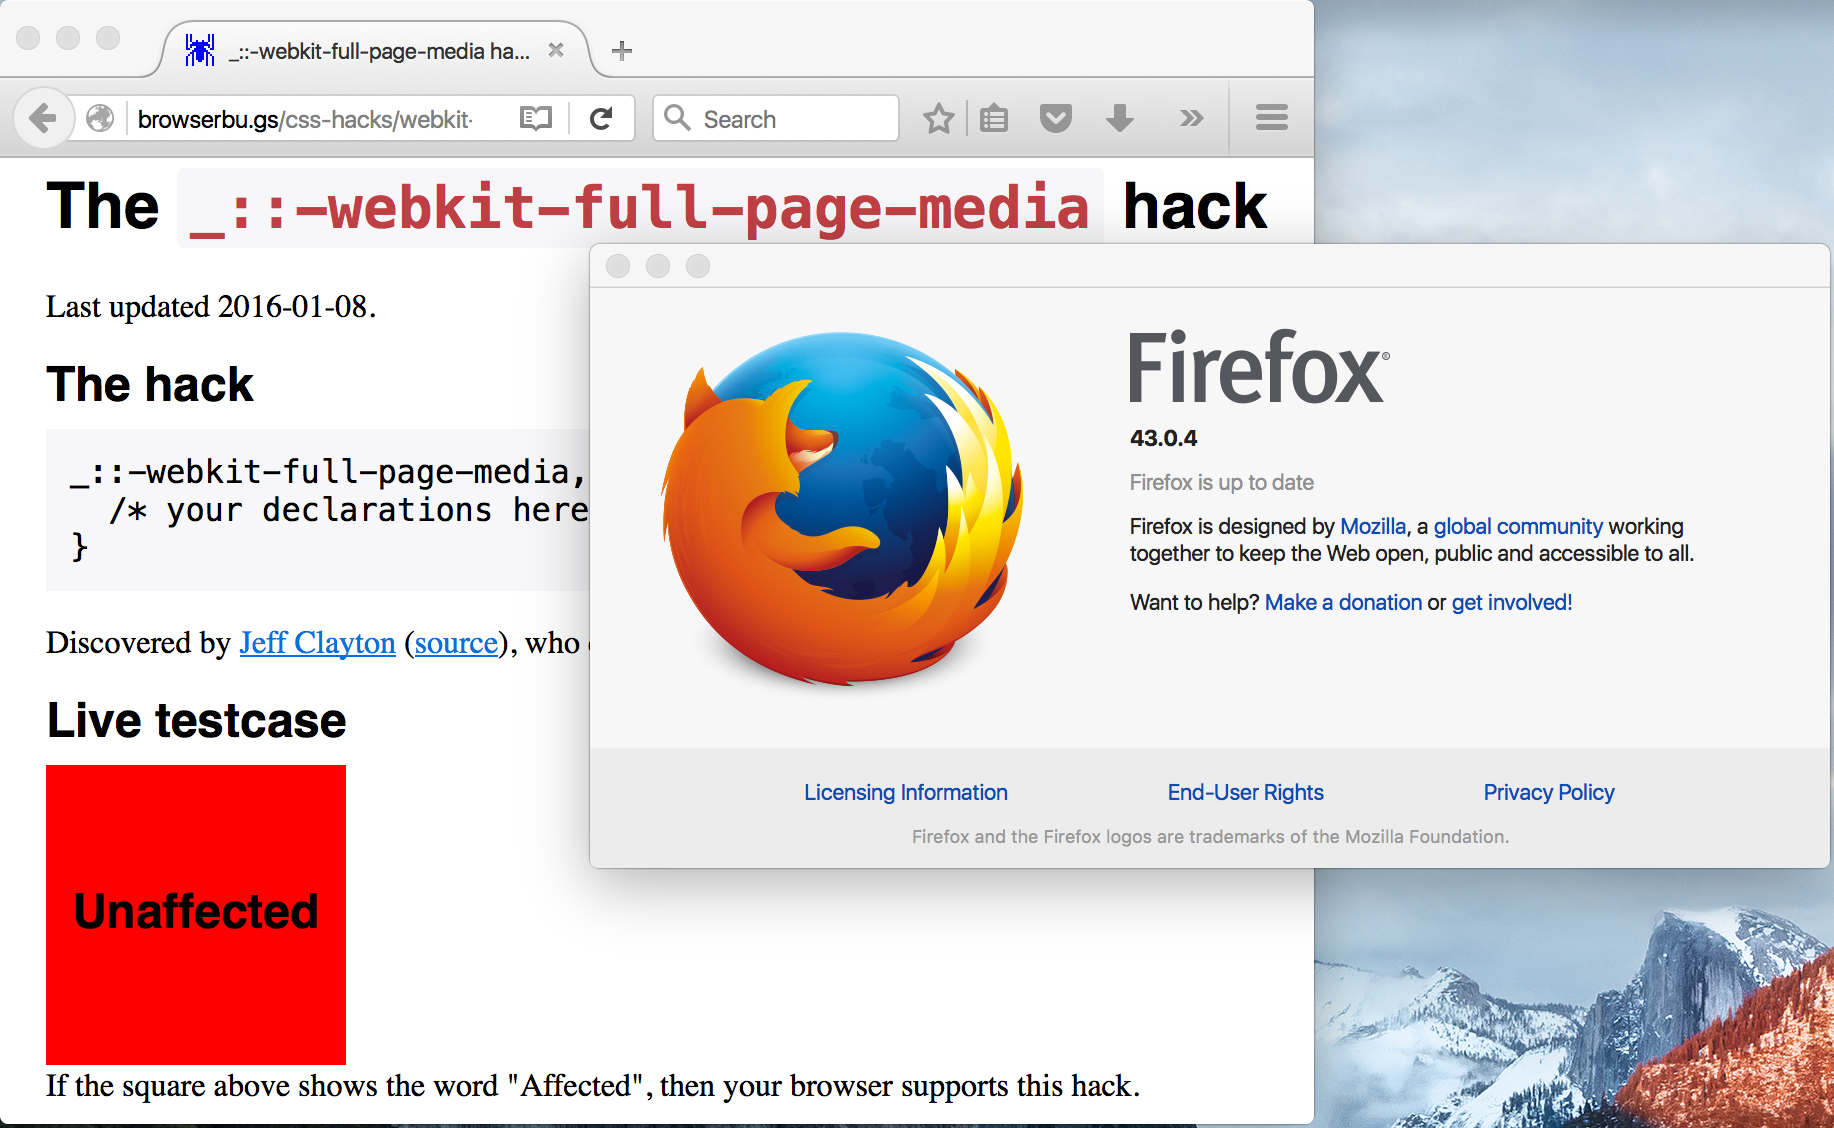 _::-webkit-full-page-media ha...
browserbu.gs/css-hacks/webkit-
Search
The _::-webkit-full-page-media hack
Last updated 2016-01-08.
The hack
_::-webkit-full-page-media,
/* your declarations here
}
Discovered by Jeff Clayton (source), who
Live testcase
Unaffected
If the square above shows the word "Affected", then your browser supports this hack.
Firefox®
43.0.4
Firefox is up to date
Firefox is designed by Mozilla, a global community working
together to keep the Web open, public and accessible to all.
Want to help? Make a donation or get involved!
Licensing Information
End-User Rights
Privacy Policy
Firefox and the Firefox logos are trademarks of the Mozilla Foundation.